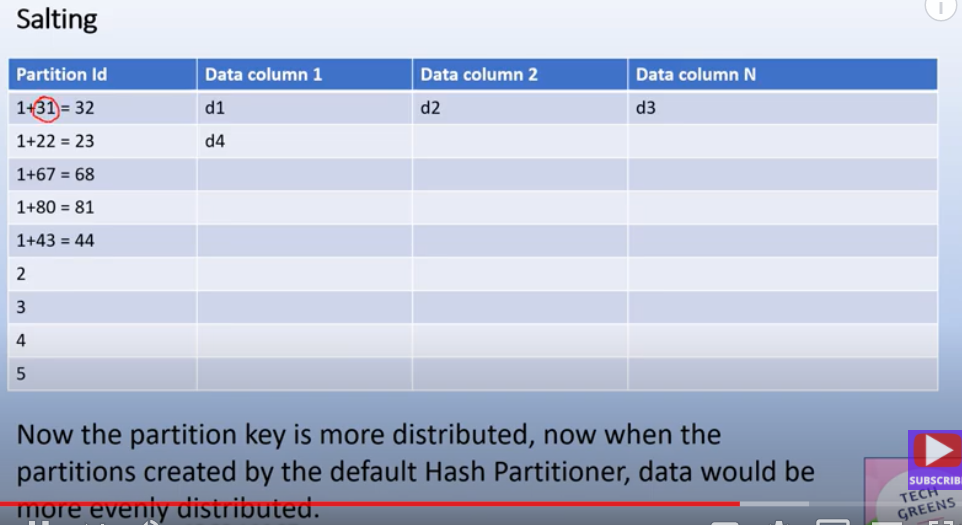 Salting
Partition Id Data column 1 Data column 2 Data column N
1+31 = 32 d1 d2 d3
1+22 = 23 d4
1+67 = 68
1+80 = 81
1+43 = 44
2
3
4
5
Now the partition key is more distributed, now when the
partitions created by the default Hash Partitioner, data would be
more evenly distributed.
SUBSCRIB
TECH
GREENS